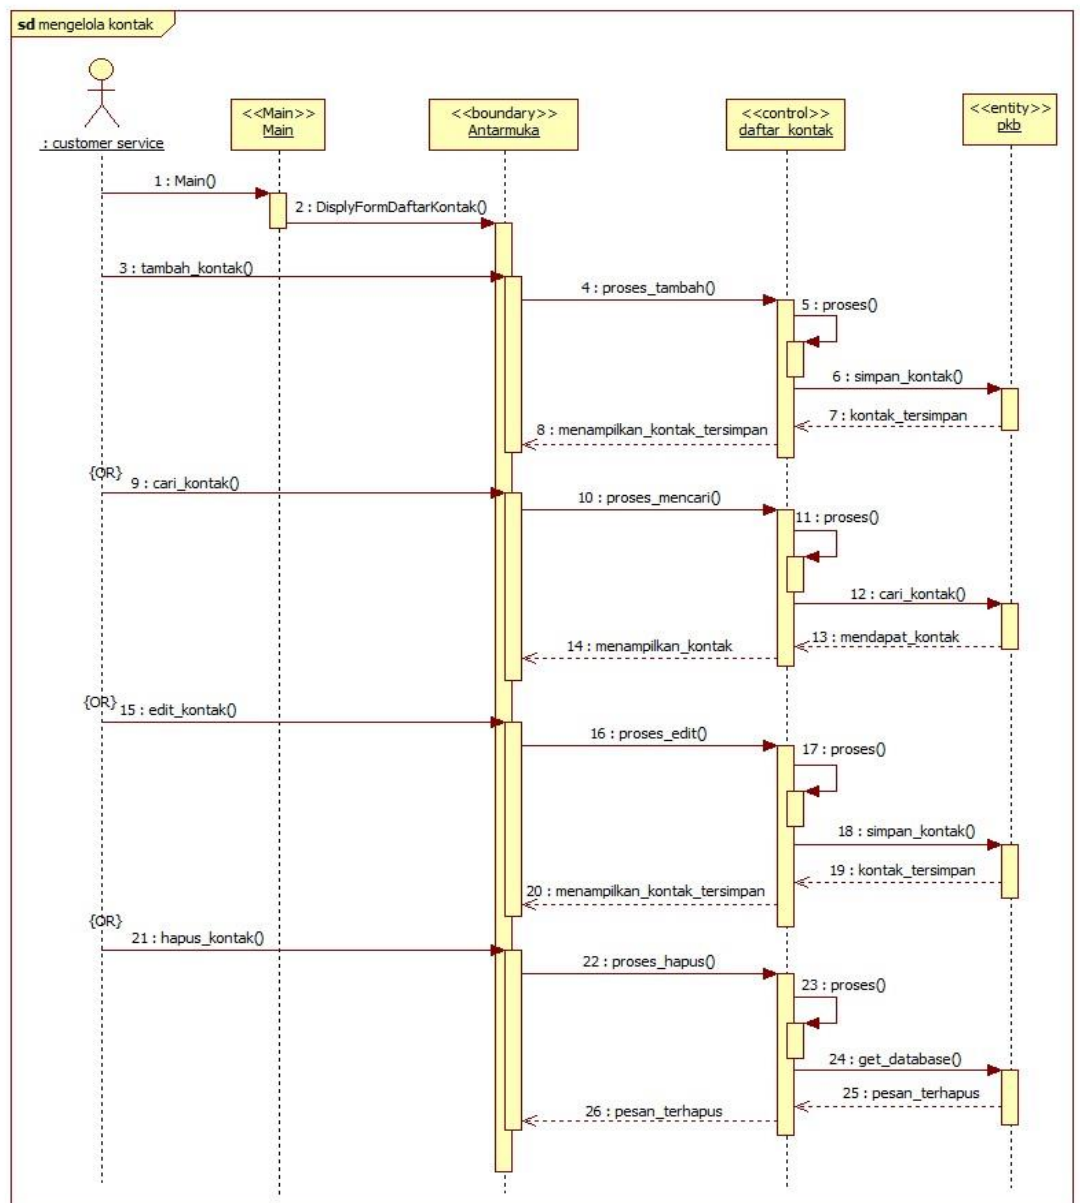 sd mengelola kontak
: customer service
<<Main>>
Main
<<boundary>>
Antarmuka
<<control>>
daftar_kontak
<<entity>>
pkb
1 : Main()
2 : DisplyFormDaftarKontak()
3 : tambah_kontak()
4 : proses_tambah()
5 : proses()
6 : simpan_kontak()
7 : kontak_tersimpan
8 : menampilkan_kontak_tersimpan
{OR}
9 : cari_kontak()
10 : proses_mencari()
11 : proses()
12 : cari_kontak()
13 : mendapat_kontak
14 : menampilkan_kontak
{OR}
15 : edit_kontak()
16 : proses_edit()
17 : proses()
18 : simpan_kontak()
19 : kontak_tersimpan
20 : menampilkan_kontak_tersimpan
{OR}
21 : hapus_kontak()
22 : proses_hapus()
23 : proses()
24 : get_database()
25 : pesan_terhapus
26 : pesan_terhapus